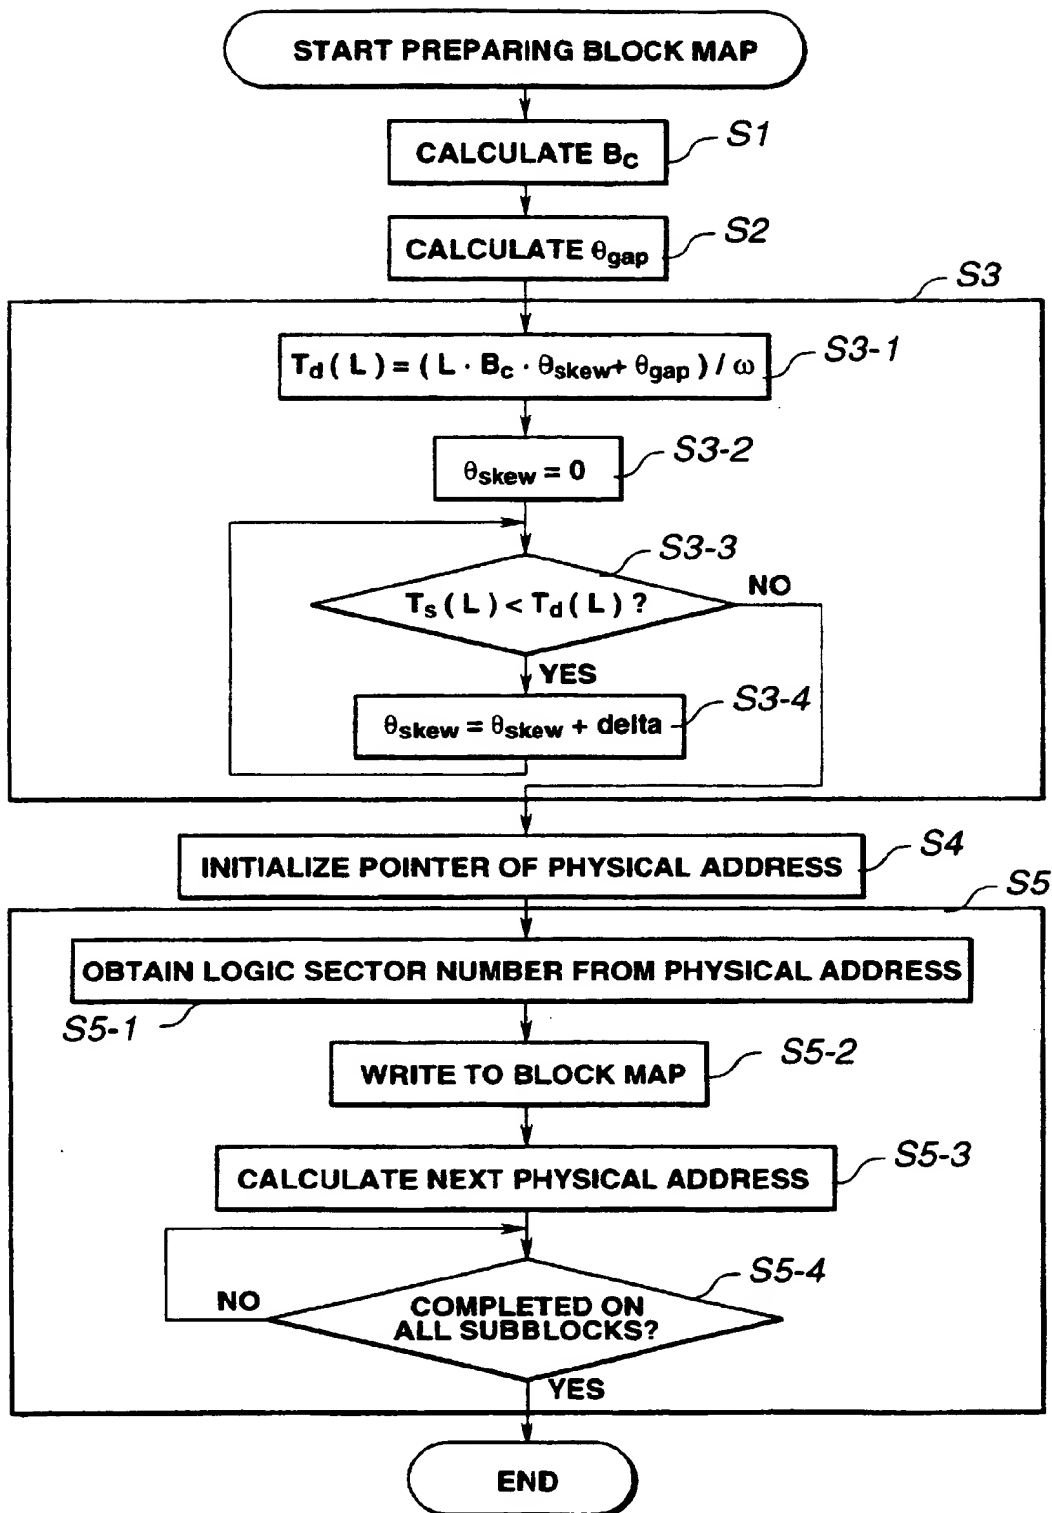 START PREPARING BLOCK MAP
S1
CALCULATE Bc
S2
CALCULATE θgap
S3
S3-1
Td ( L ) = ( L · Bc · θskew + θgap ) / ω
S3-2
θskew = 0
S3-3
NO
Ts ( L ) < Td ( L ) ?
YES
S3-4
θskew = θskew + delta
S4
INITIALIZE POINTER OF PHYSICAL ADDRESS
S5
OBTAIN LOGIC SECTOR NUMBER FROM PHYSICAL ADDRESS
S5-1
S5-2
WRITE TO BLOCK MAP
S5-3
CALCULATE NEXT PHYSICAL ADDRESS
S5-4
NO
COMPLETED ON
ALL SUBBLOCKS?
YES
END